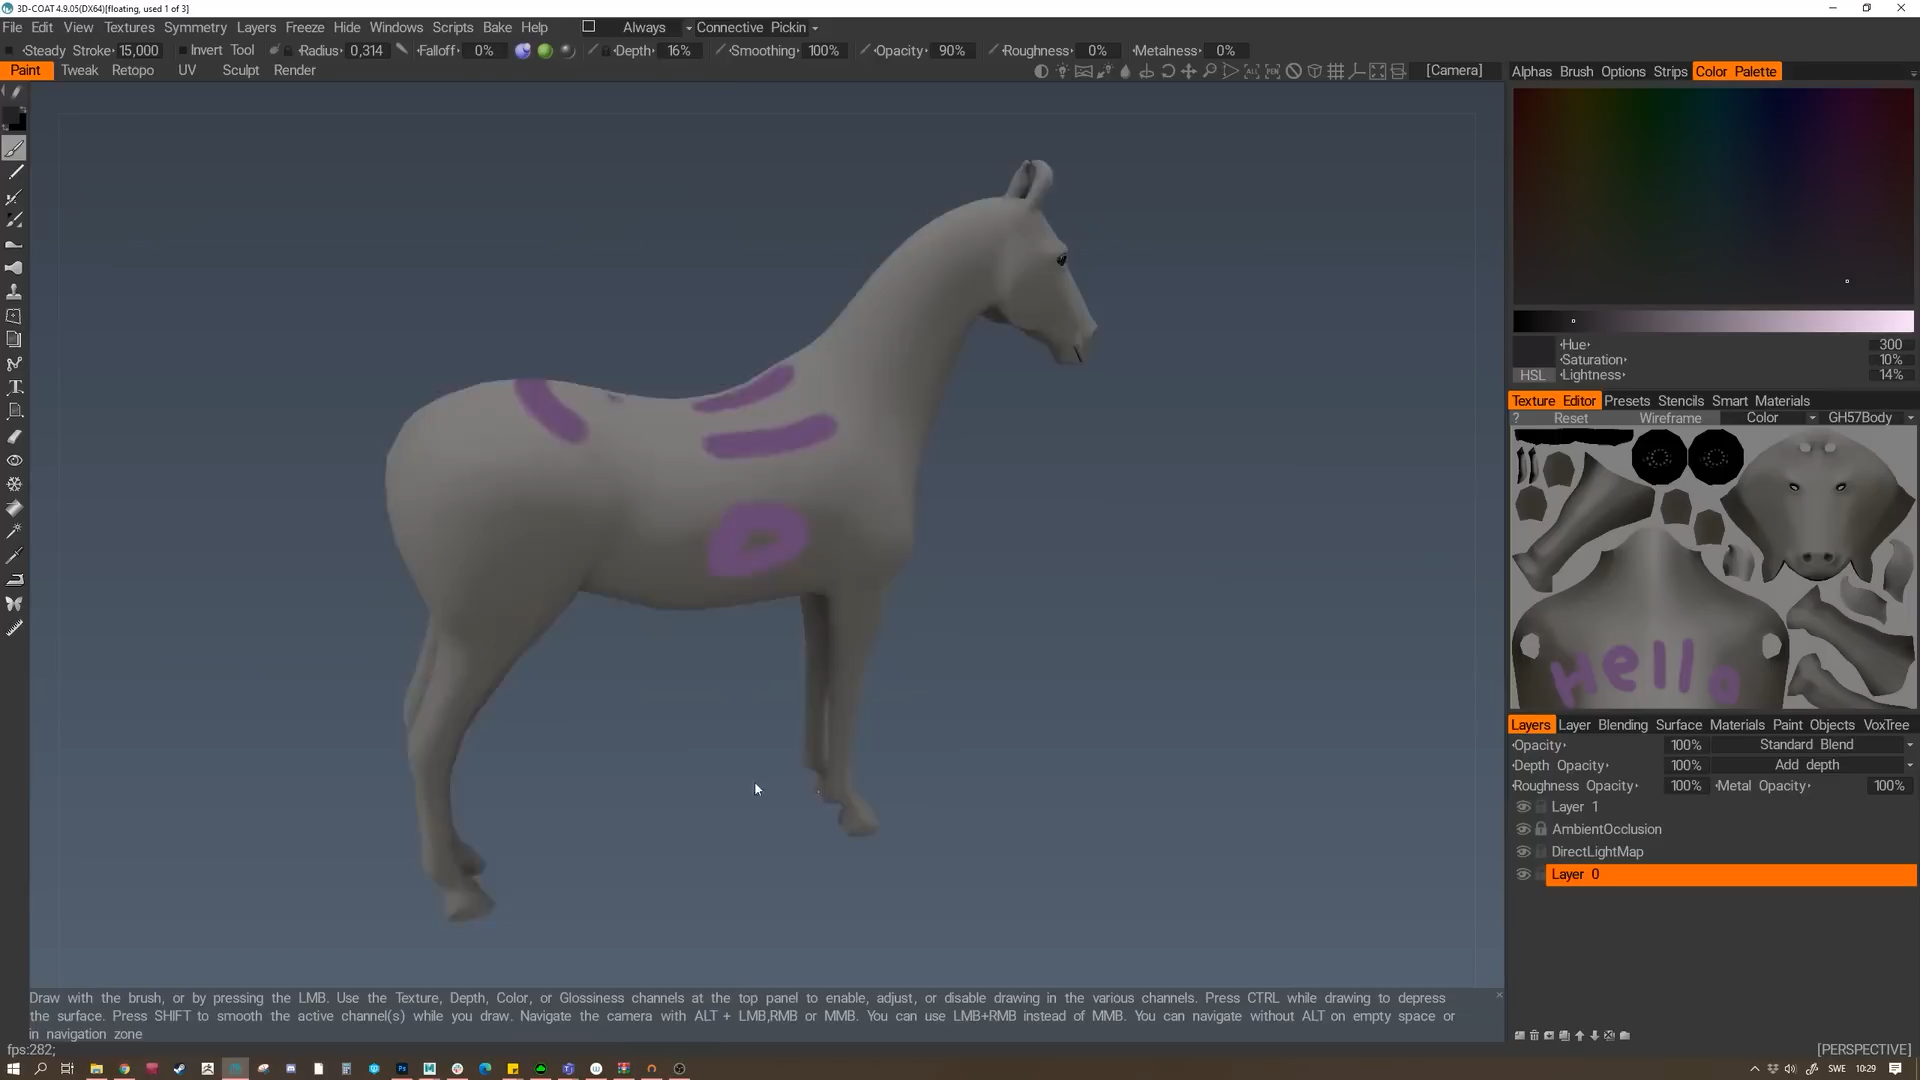 3D-COAT 4.9.05(DX64)[floating, used 1 of 3]
File Edit View Layers Textures Symmetry Layers Freeze Hide Windows Scripts Bake Help Always Connective Pickin
Steady Stroke 15,000 Invert Tool Radius 0,314 Falloff 0% Depth 16% Smoothing 100% Opacity 90% Roughness 0% Metalness 0%
Paint Tweak Retopo UV Sculpt Render [Camera] Alphas Brush Options Strips Color Palette
Hue 300
Saturation 10%
HSL Lightness 14%
Texture Editor Presets Stencils Smart Materials
? Reset Wireframe Color GH57Body
Hello
Layers Layer Blending Surface Materials Paint Objects VoxTree
Opacity 100% Standard Blend
Depth Opacity 100% Add depth
Roughness Opacity 100% Metal Opacity 100%
Layer 1
AmbientOcclusion
DirectLightMap
Layer 0
Draw with the brush, or by pressing the LMB. Use the Texture, Depth, Color, or Glossiness channels at the top panel to enable, adjust, or disable drawing in the various channels. Press CTRL while drawing to depress
the surface. Press SHIFT to smooth the active channel(s) while you draw. Navigate the camera with ALT + LMB,RMB or MMB. You can use LMB+RMB instead of MMB. You can navigate without ALT on empty space or
in navigation zone
fps:282;
[PERSPECTIVE]
SWE 10:29